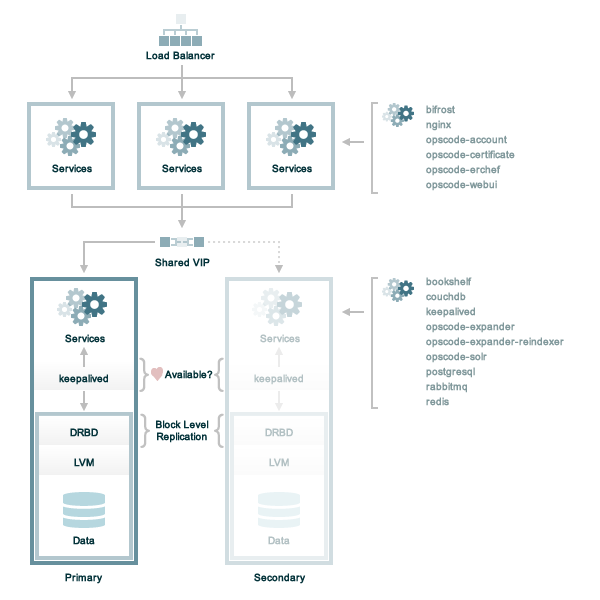 Load Balancer
Services
Services
Services
bifrost
nginx
opscode-account
opscode-certificate
opscode-erchef
opscode-webui
Shared VIP
Services
Services
bookshelf
couchdb
keepalived
opscode-expander
opscode-expander-reindexer
opscode-solr
postgresql
rabbitmq
redis
keepalived
Available?
keepalived
DRBD
Block Level
Replication
DRBD
LVM
LVM
Data
Data
Primary
Secondary